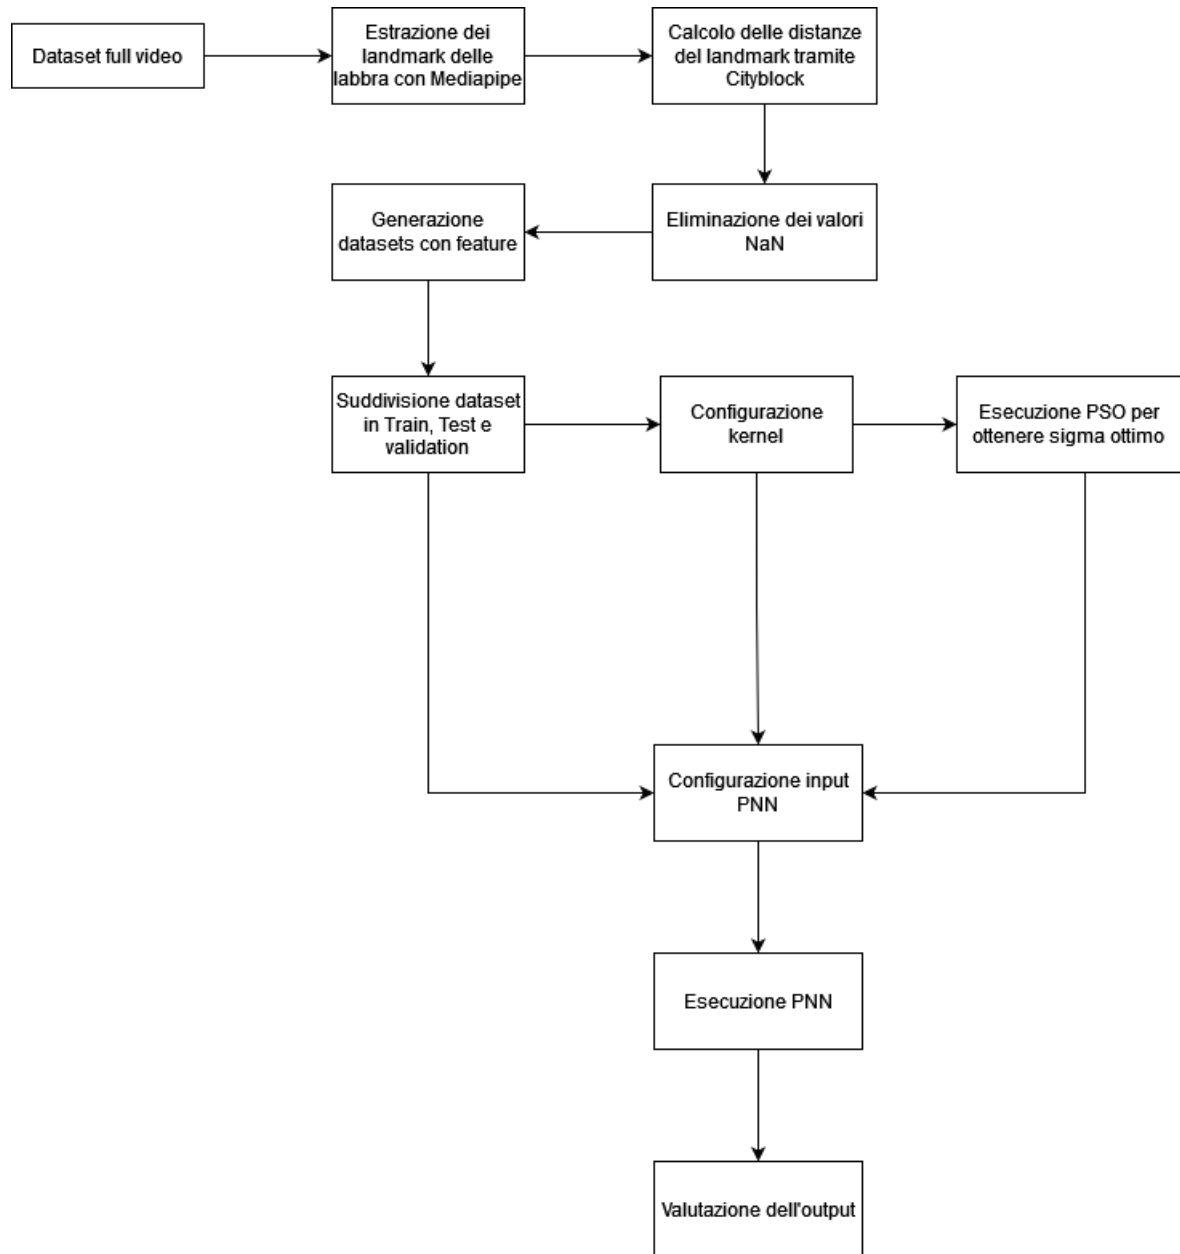 Dataset full video
Estrazione dei
landmark delle
labbra con Mediapipe
Calcolo delle distanze
del landmark tramite
Cityblock
Generazione
datasets con feature
Eliminazione dei valori
NaN
Suddivisione dataset
in Train, Test e
validation
Configurazione
kernel
Esecuzione PSO per
ottenere sigma ottimo
Configurazione input
PNN
Esecuzione PNN
Valutazione dell'output